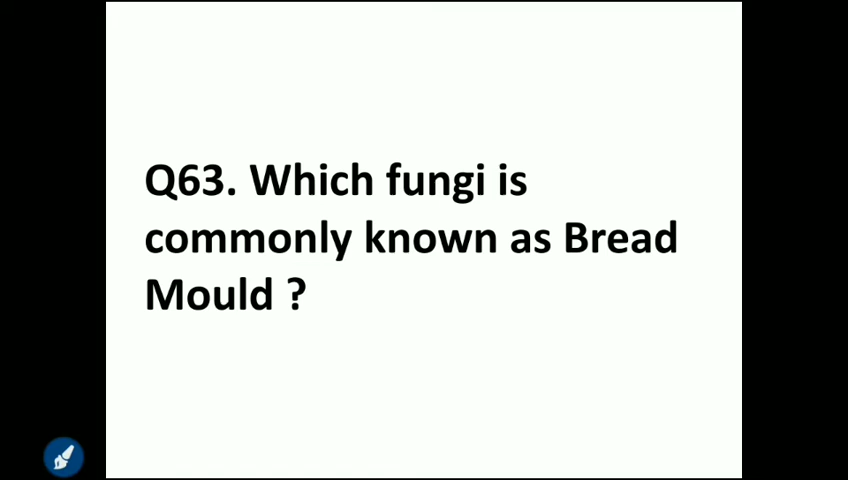 Q63. Which fungi is
commonly known as Bread
Mould ?